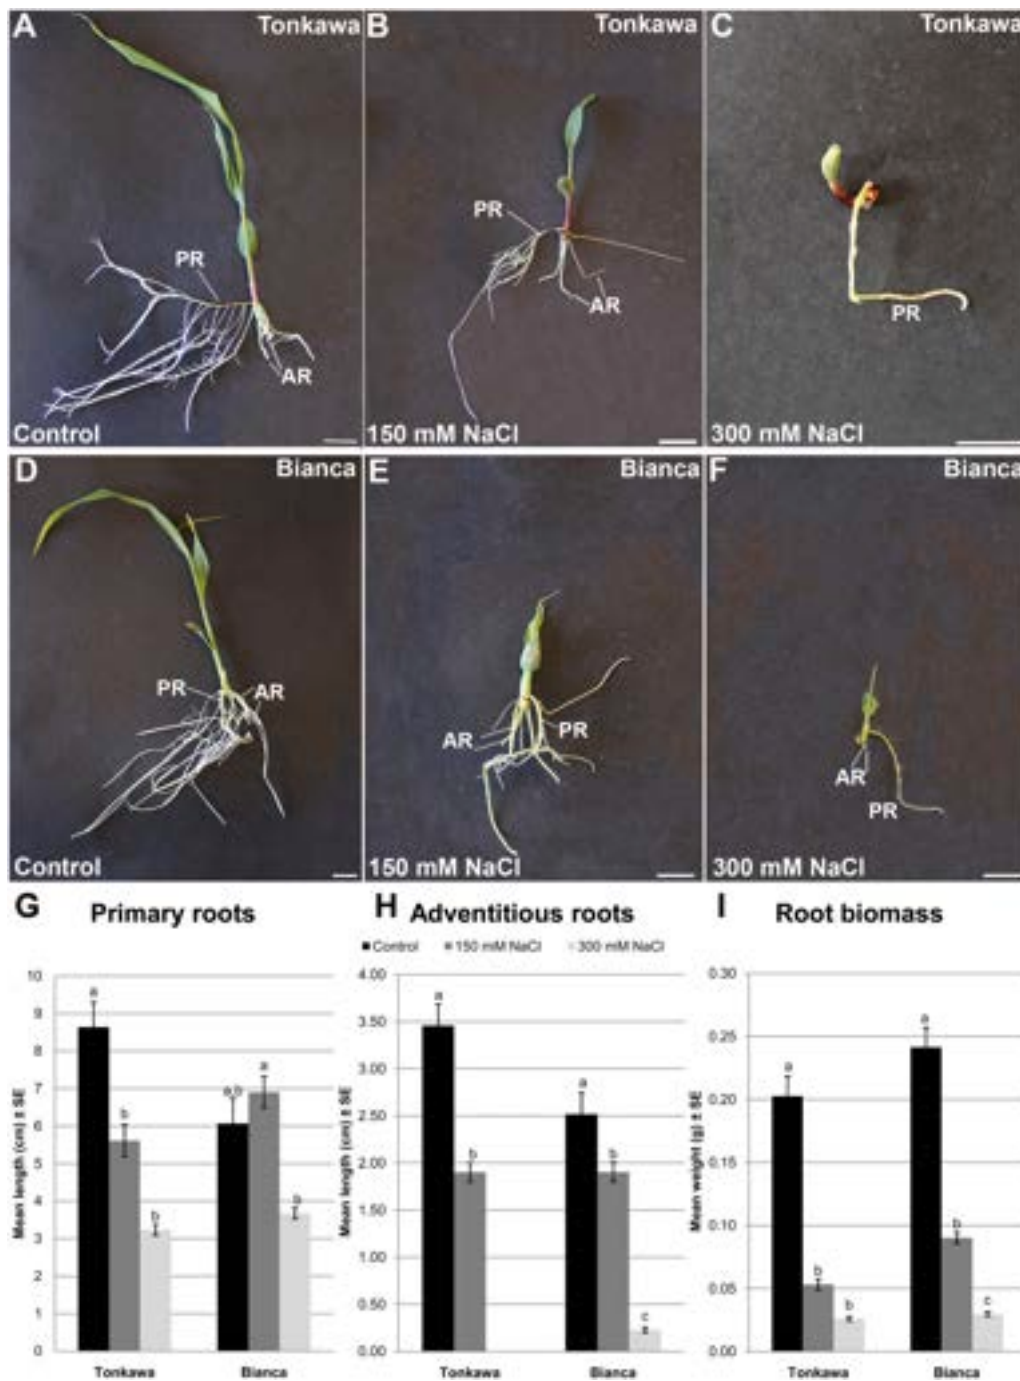 A Tonkawa
B Tonkawa
C Tonkawa
PR
AR
Control
PR
AR
150 mM NaCl
PR
300 mM NaCl
D Bianca
E Bianca
F Bianca
PR AR
Control
AR PR
150 mM NaCl
AR
PR
300 mM NaCl
G Primary roots
H Adventitious roots
I Root biomass
Control 150 mM NaCl 300 mM NaCl
Mean length (cm) ± SE
10
9
8
7
6
5
4
3
2
1
0
a
b
b
a,b
a
b
Tonkawa Bianca
Mean length (cm) ± SE
4.00
3.50
3.00
2.50
2.00
1.50
1.00
0.50
0.00
a
b
a
b
c
Tonkawa Bianca
Mean weight (g) ± SE
0.30
0.25
0.20
0.15
0.10
0.05
0.00
a
b
b
a
b
c
Tonkawa Bianca